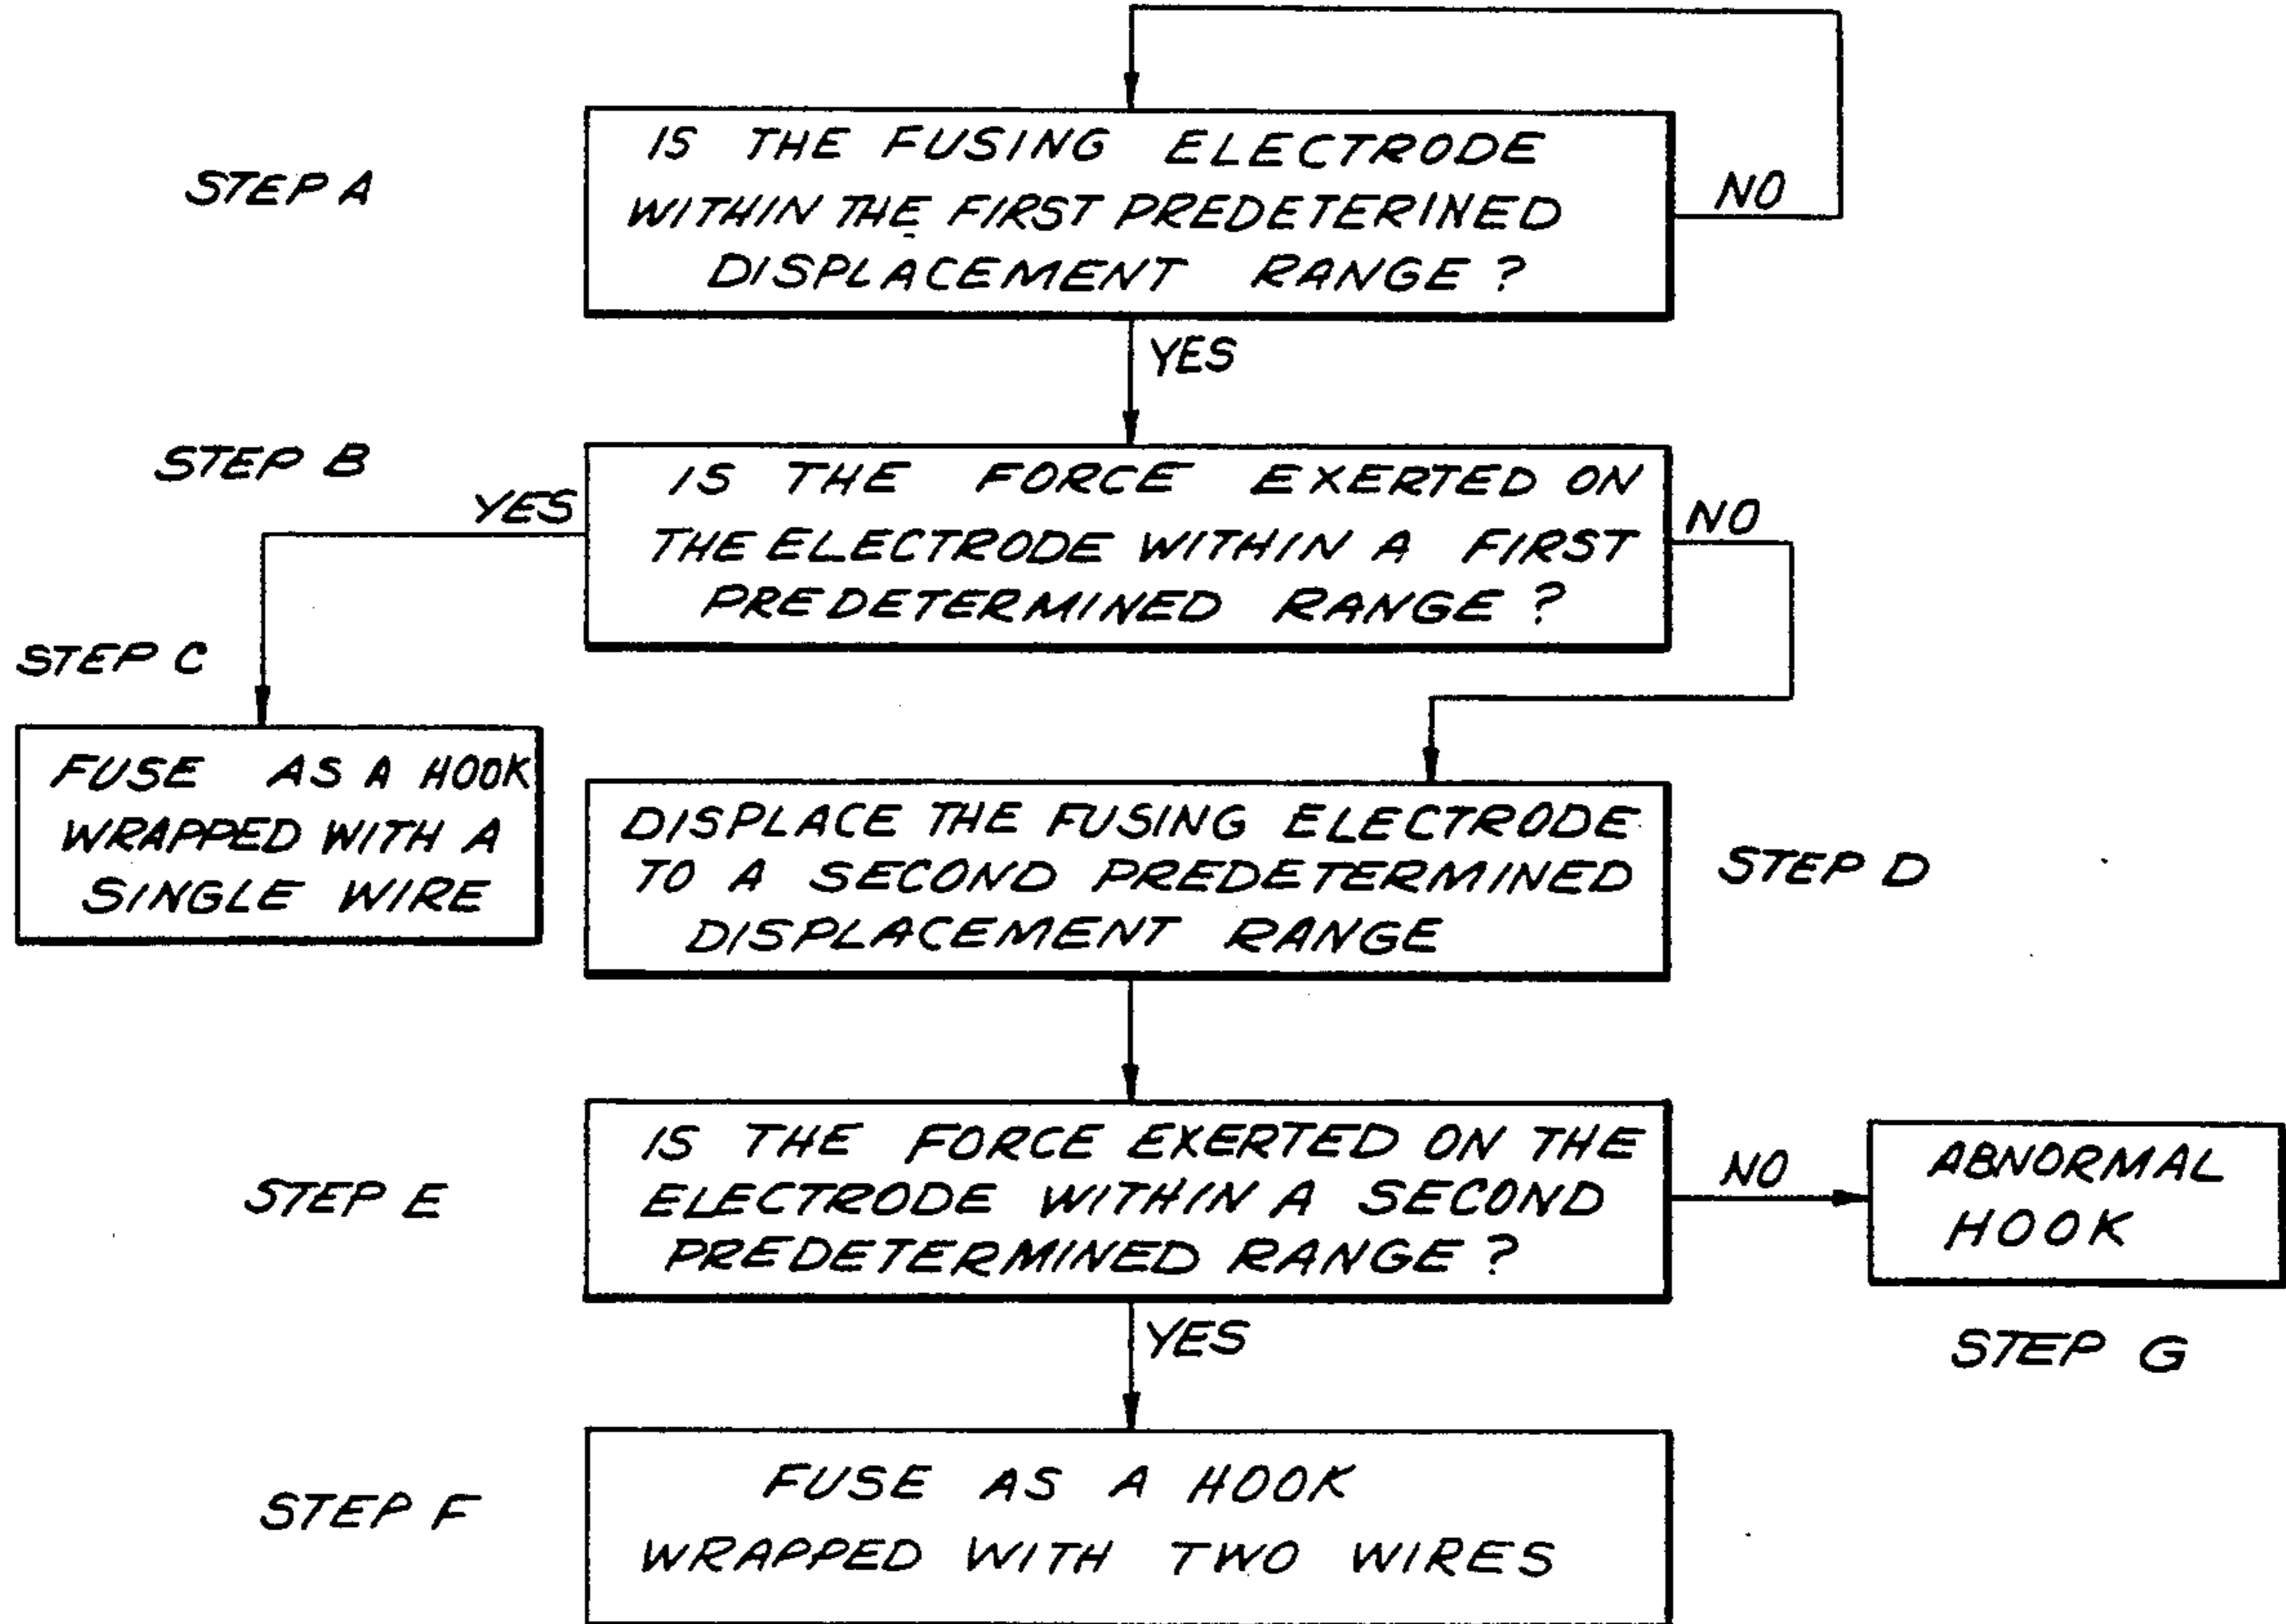 STEP A
IS THE FUSING ELECTRODE
WITHIN THE FIRST PREDETERINED
DISPLACEMENT RANGE?
NO
YES
STEP B
IS THE FORCE EXERTED ON
THE ELECTRODE WITHIN A FIRST
PREDETERMINED RANGE?
YES
NO
STEP C
FUSE AS A HOOK
WRAPPED WITH A
SINGLE WIRE
DISPLACE THE FUSING ELECTRODE
TO A SECOND PREDETERMINED
DISPLACEMENT RANGE
STEP D
STEP E
IS THE FORCE EXERTED ON THE
ELECTRODE WITHIN A SECOND
PREDETERMINED RANGE?
NO
ABNORMAL
HOOK
STEP G
YES
STEP F
FUSE AS A HOOK
WRAPPED WITH TWO WIRES